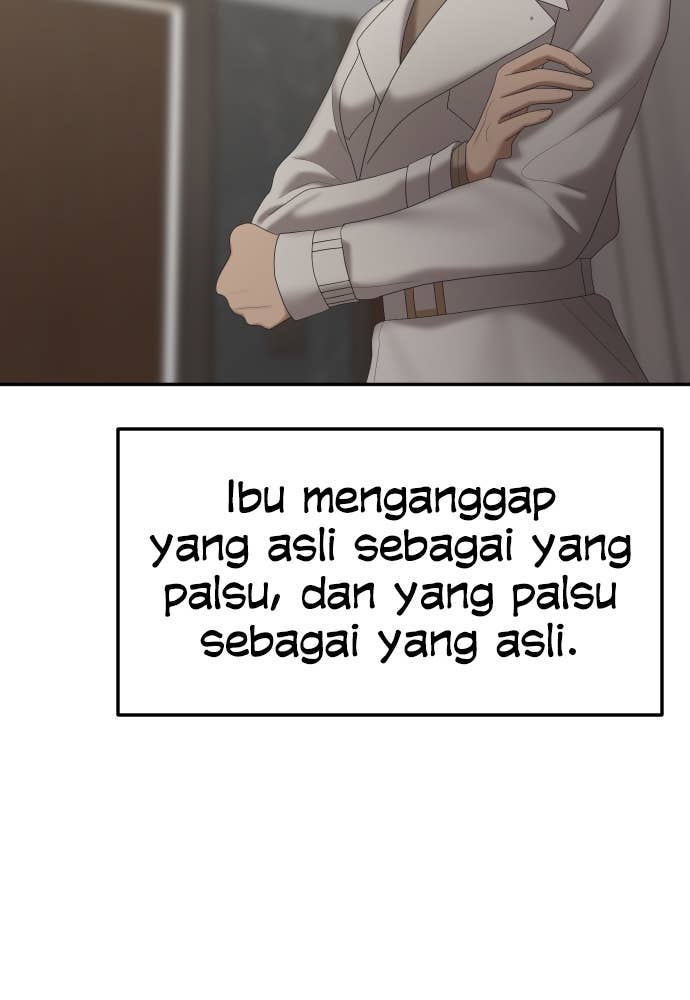 Ibu menganggap
yang asli sebagai yang
palsu, dan yang palsu
sebagai yang asli.